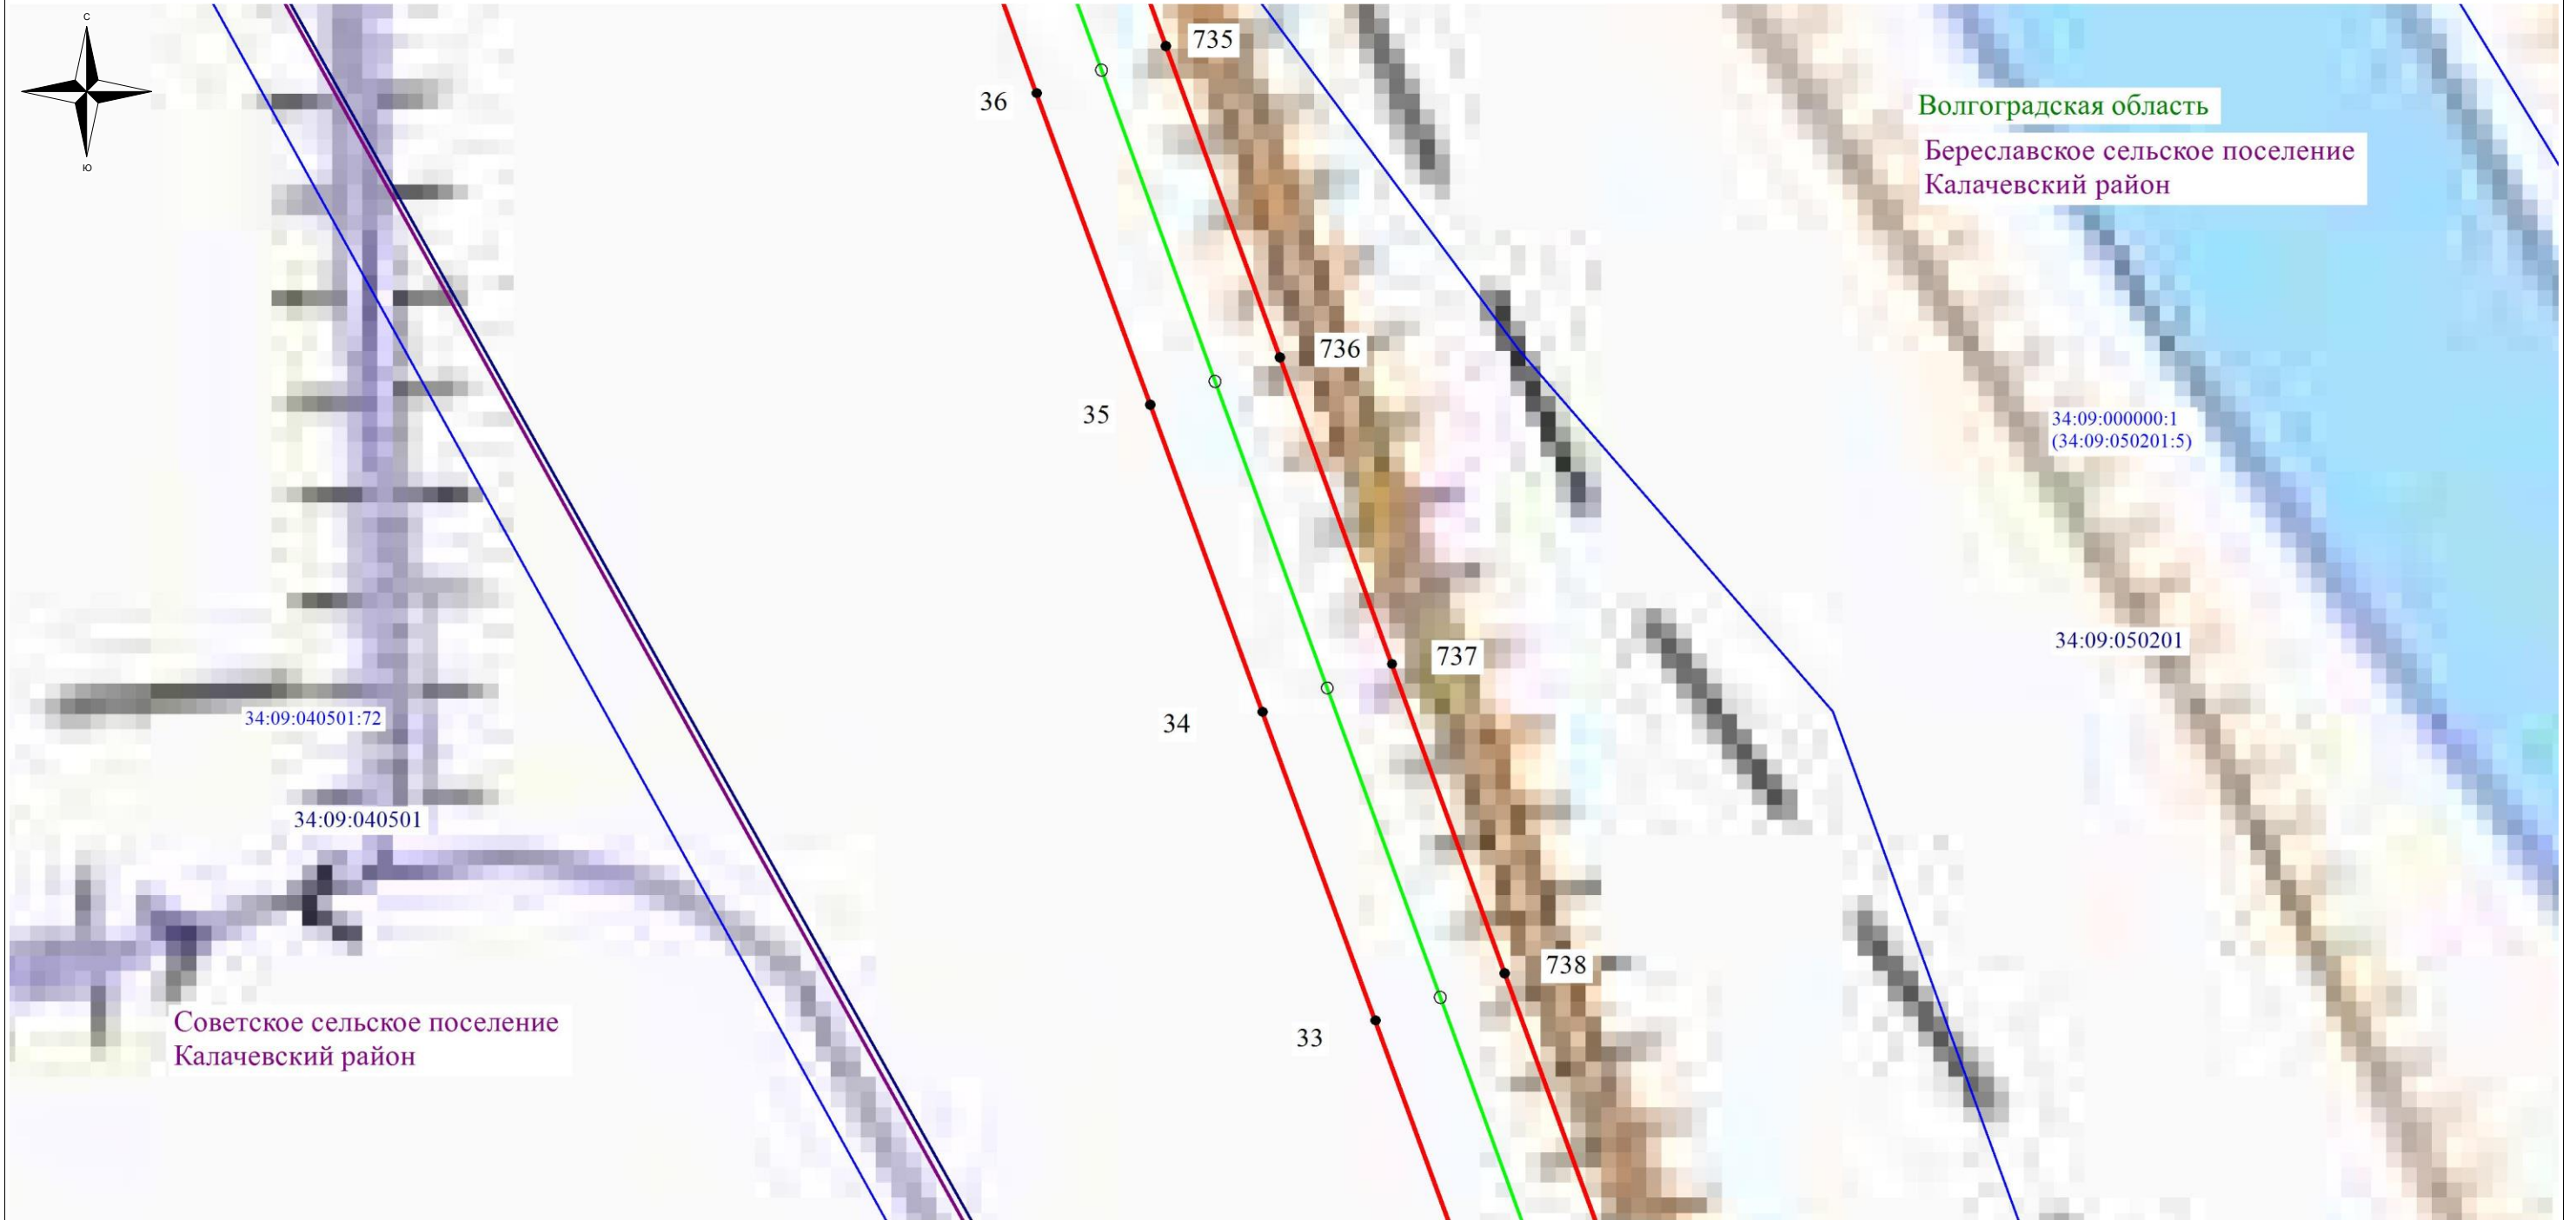 С
Ю
735
36
Волгоградская область
Береславское сельское поселение
Калачевский район
736
35
34:09:000000:1
(34:09:050201:5)
34:09:050201
737
34
34:09:040501:72
34:09:040501
738
Советское сельское поселение
Калачевский район
33